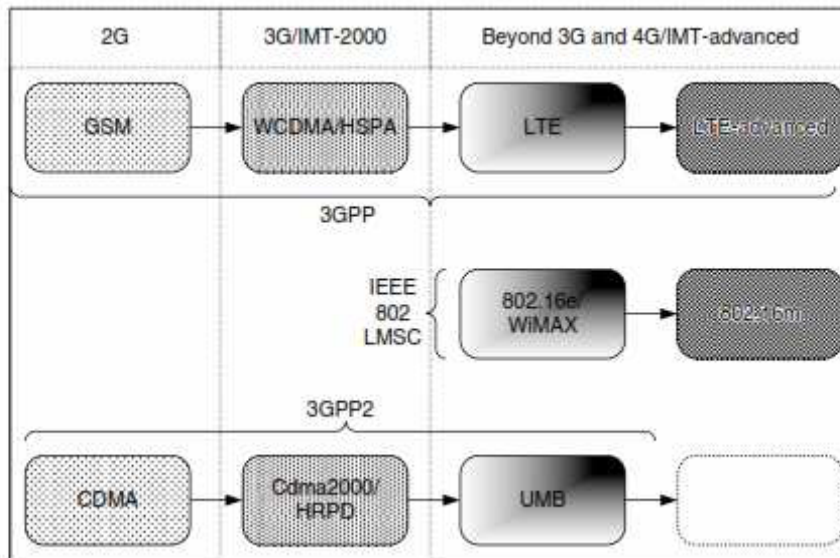 2G
3G/IMT-2000
Beyond 3G and 4G/IMT-advanced
GSM
WCDMA/HSPA
LTE
LTE-advanced
3GPP
IEEE
802
LMSC
802.16e/
WiMAX
802.16m
3GPP2
CDMA
Cdma2000/
HRPD
UMB